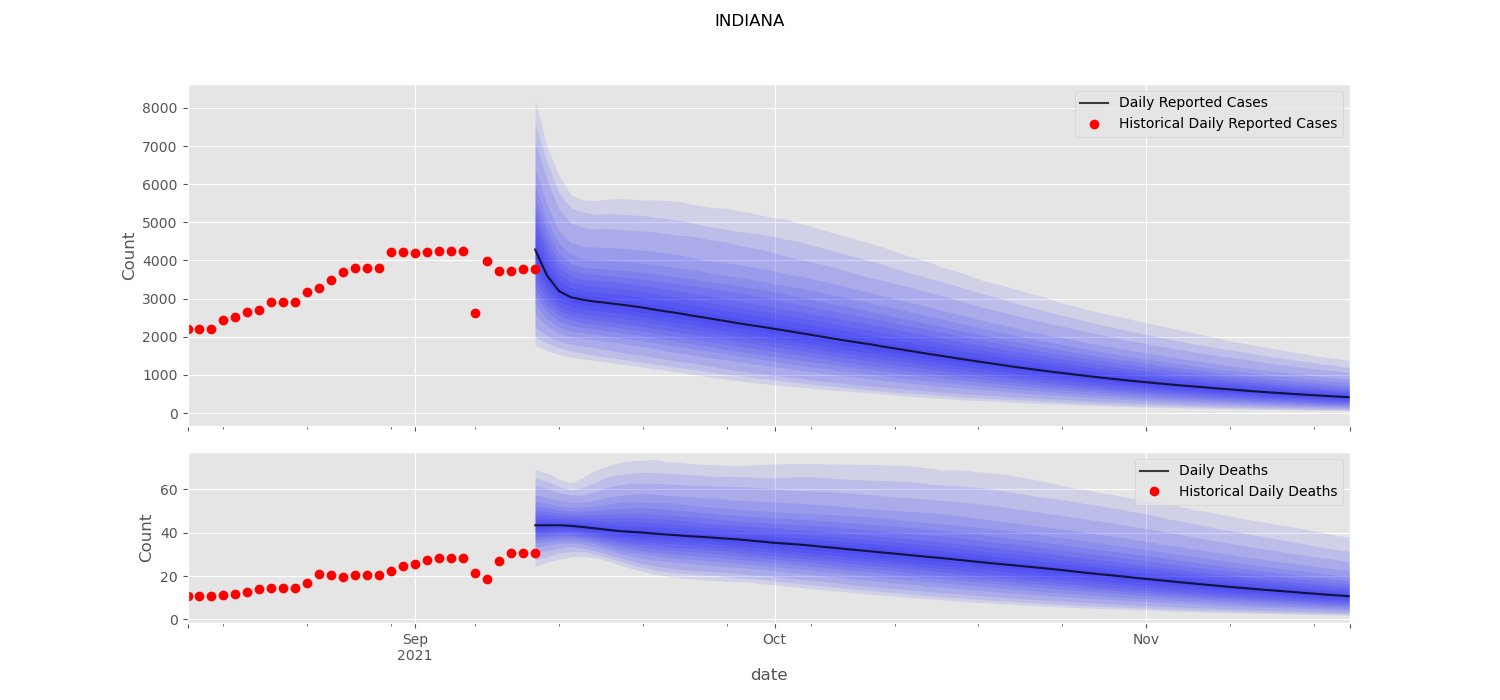 INDIANA
Count
8000
7000
6000
5000
4000
3000
2000
1000
0
Daily Reported Cases
Historical Daily Reported Cases
Count
60
40
20
0
Daily Deaths
Historical Daily Deaths
Sep
2021
Oct
Nov
date